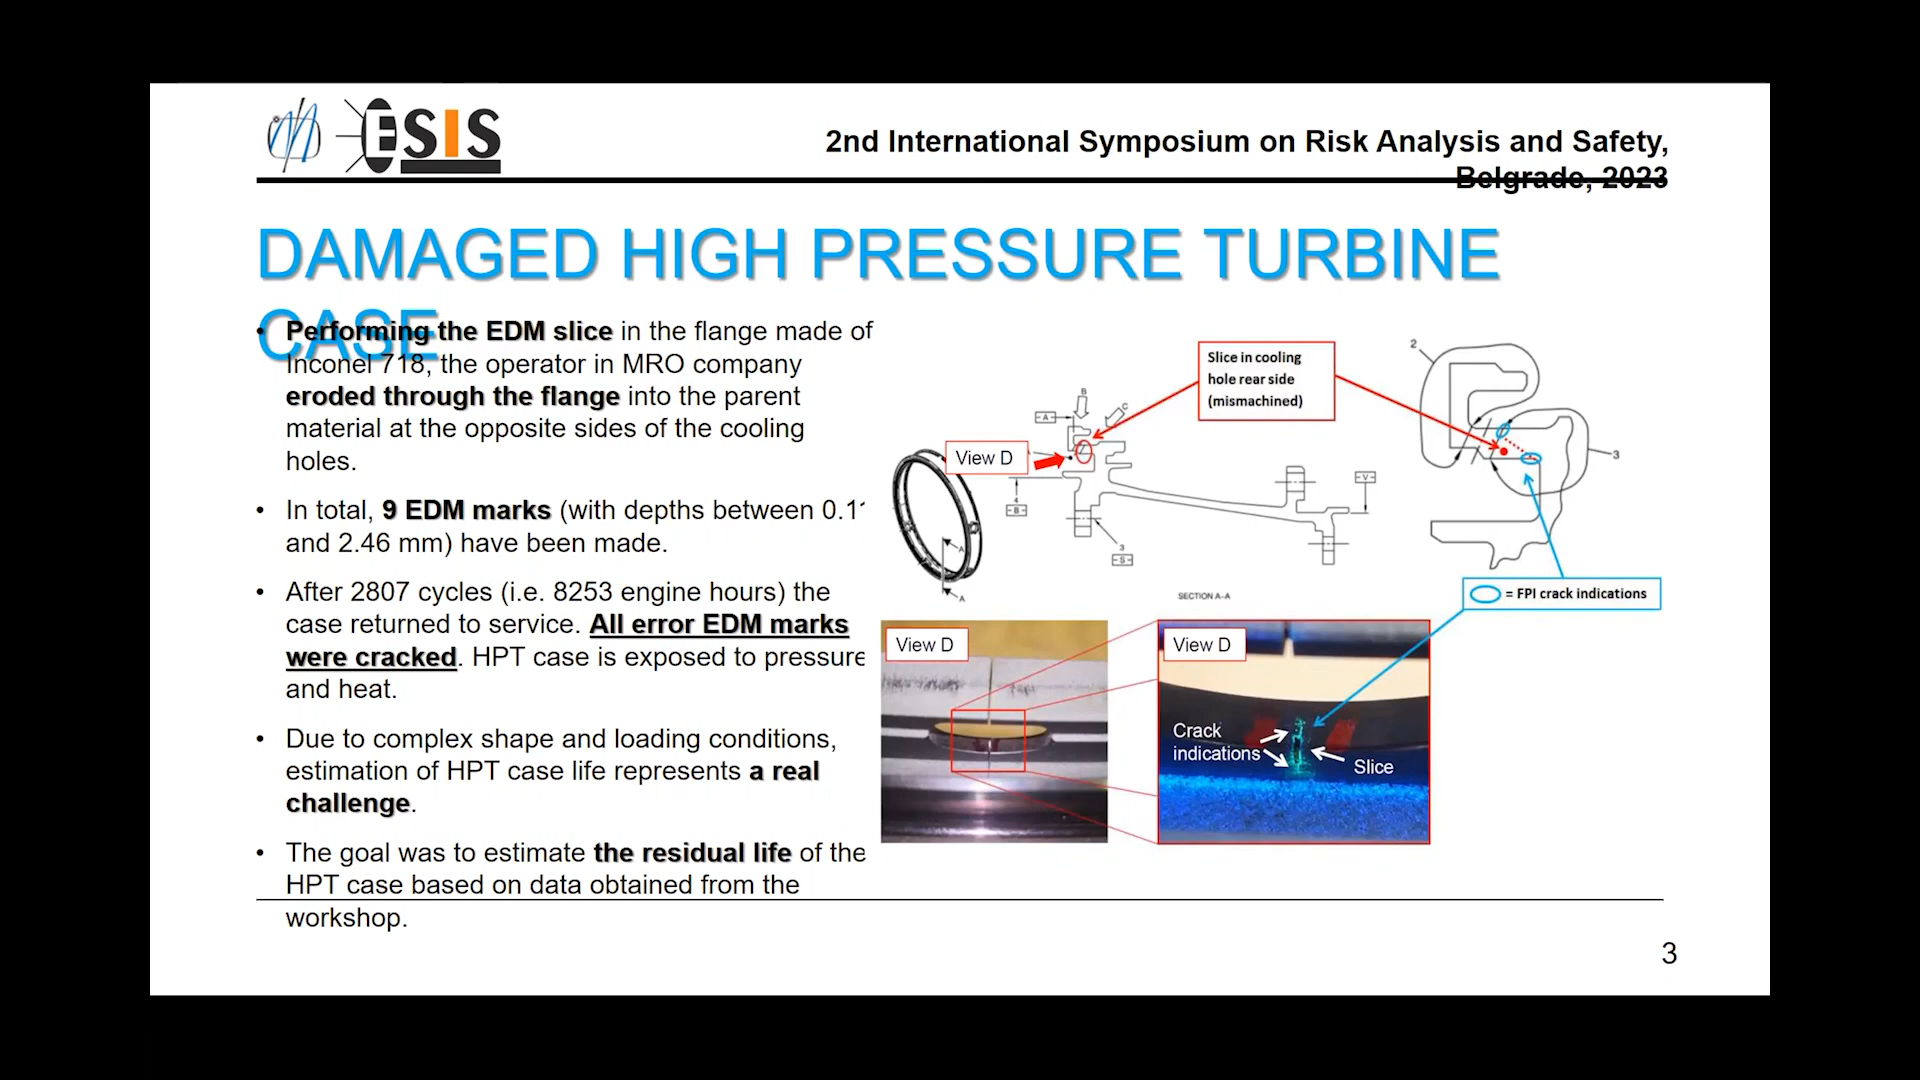 ESIS
2nd International Symposium on Risk Analysis and Safety,
Belgrade, 2023
DAMAGED HIGH PRESSURE TURBINE
CASE
• Performing the EDM slice in the flange made of
Inconel 718, the operator in MRO company
eroded through the flange into the parent
material at the opposite sides of the cooling
holes.
• In total, 9 EDM marks (with depths between
and 2.46 mm) have been made.
• After 2807 cycles (i.e. 8253 engine hours) the
case returned to service. All error EDM marks
were cracked. HPT case is exposed to pressure
and heat.
• Due to complex shape and loading conditions,
estimation of HPT case life represents a real
challenge.
• The goal was to estimate the residual life of the
HPT case based on data obtained from the
workshop.
Slice in cooling
hole rear side
(mismachined)
2
3
B
C
-A-
View D
4
-B-
3
-S-
-V-
A
A
SECTION A-A
= FPI crack indications
View D
View D
Crack
indications
Slice
3